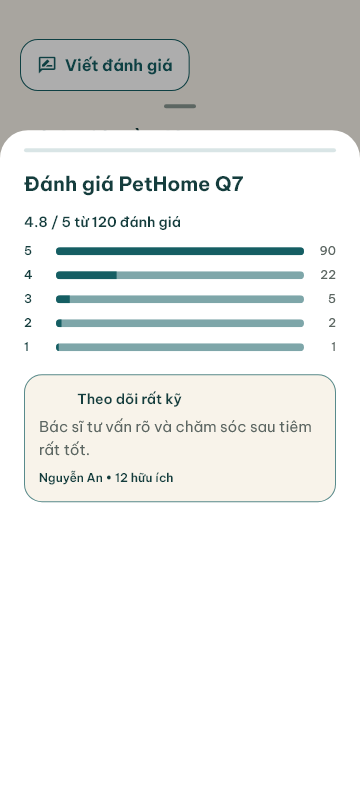 Viết đánh giá
Đánh giá PetHome Q7
4.8 / 5 từ 120 đánh giá
5 90
4 22
3 5
2 2
1 1
Theo dõi rất kỹ
Bác sĩ tư vấn rõ và chăm sóc sau tiêm
rất tốt.
Nguyễn An • 12 hữu ích